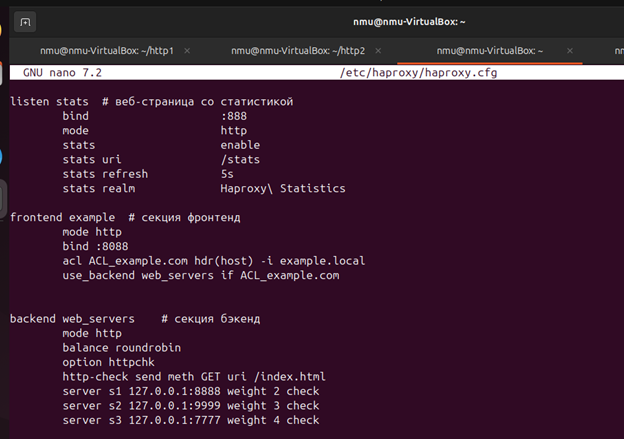 nmu@nmu-VirtualBox: ~
nmu@nmu-VirtualBox: ~/http1 × nmu@nmu-VirtualBox: ~/http2 × nmu@nmu-VirtualBox: ~ ×
GNU nano 7.2 /etc/haproxy/haproxy.cfg
listen stats # веб-страница со статистикой
bind :888
mode http
stats enable
stats uri /stats
stats refresh 5s
stats realm Haproxy\ Statistics
frontend example # секция фронтенд
mode http
bind :8088
acl ACL_example.com hdr(host) -i example.local
use_backend web_servers if ACL_example.com
backend web_servers # секция бэкенд
mode http
balance roundrobin
option httpchk
http-check send meth GET uri /index.html
server s1 127.0.0.1:8888 weight 2 check
server s2 127.0.0.1:9999 weight 3 check
server s3 127.0.0.1:7777 weight 4 check